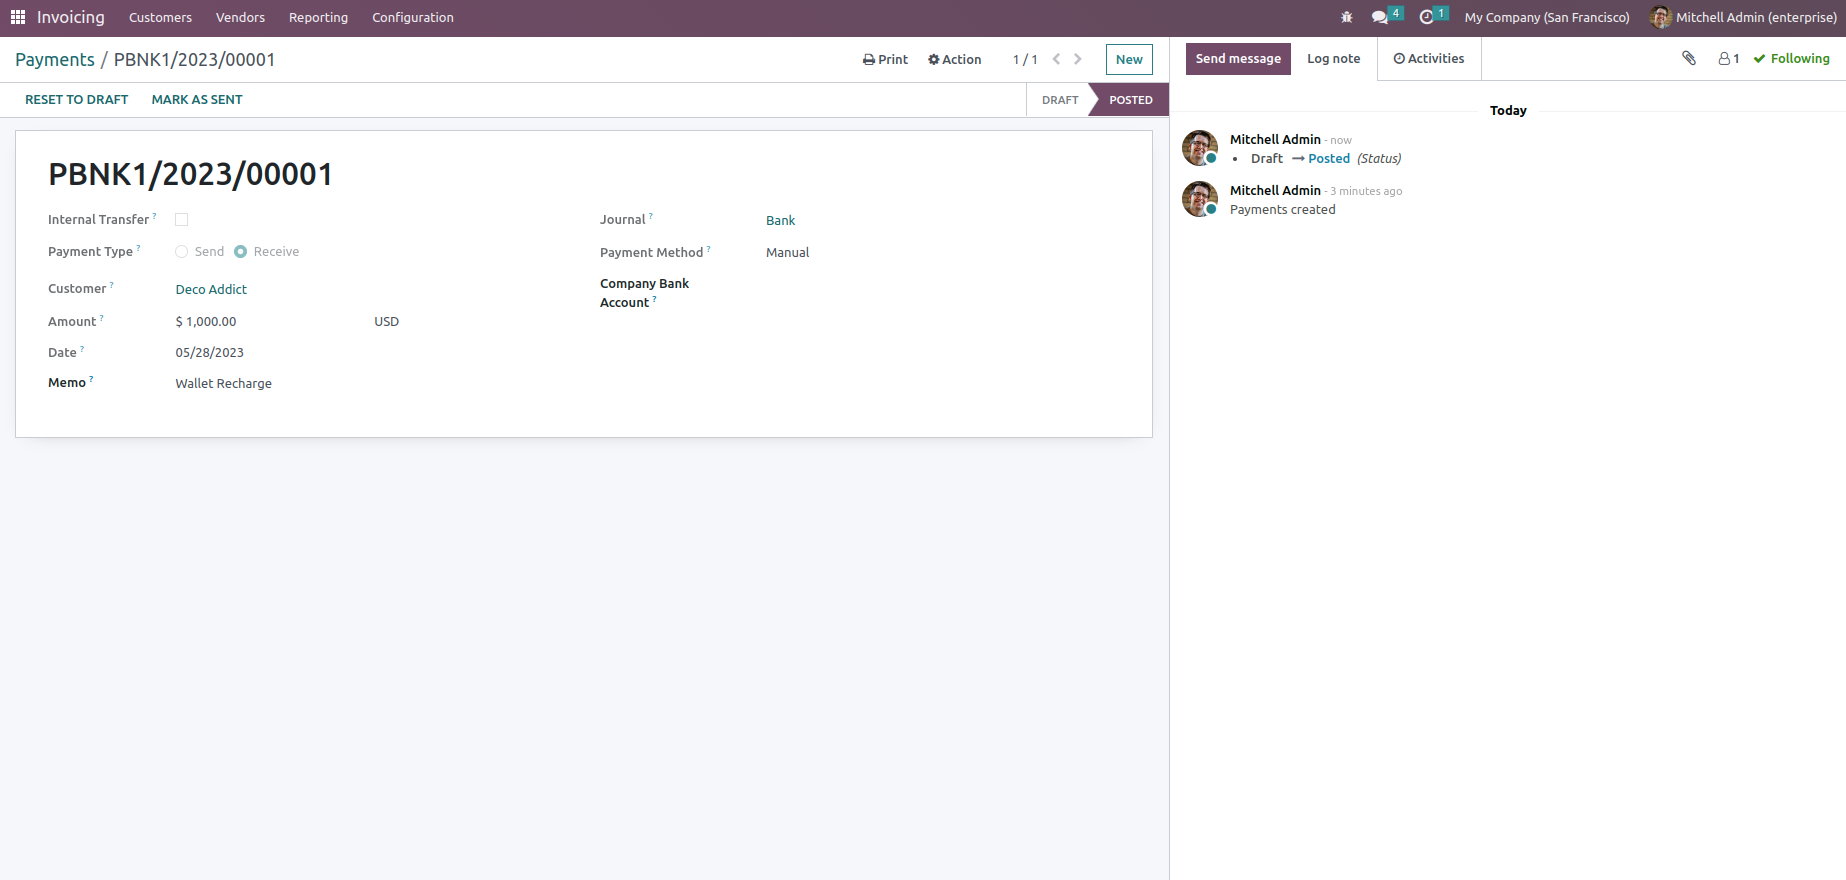 Invoicing Customers Vendors Reporting Configuration 4 1 My Company (San Francisco) Mitchell Admin (enterprise)
Payments / PBNK1/2023/00001 Print Action 1 / 1 New
Send message Log note Activities 1 Following
RESET TO DRAFT MARK AS SENT DRAFT POSTED
PBNK1/2023/00001
Internal Transfer ?
Payment Type ? Send Receive
Customer ? Deco Addict
Amount ? $ 1,000.00 USD
Date ? 05/28/2023
Memo ? Wallet Recharge
Journal ? Bank
Payment Method ? Manual
Company Bank
Account ?
Today
Mitchell Admin - now
• Draft → Posted (Status)
Mitchell Admin - 3 minutes ago
Payments created